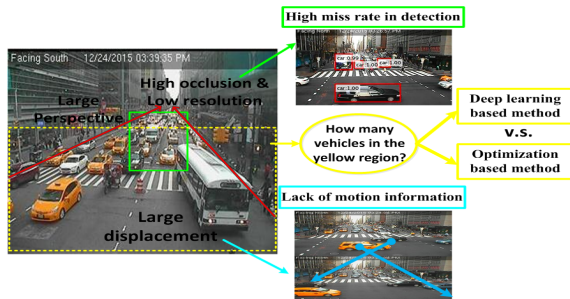 High miss rate in detection
Facing South 12/24/2015 03:39:35 PM
High occlusion &
Low resolution
Large
Perspective
Large
displacement
car 0.99
car 1.00
car 1.00
car:1.00
How many
vehicles in the
yellow region?
Deep learning
based method
v.s.
Optimization
based method
Lack of motion information